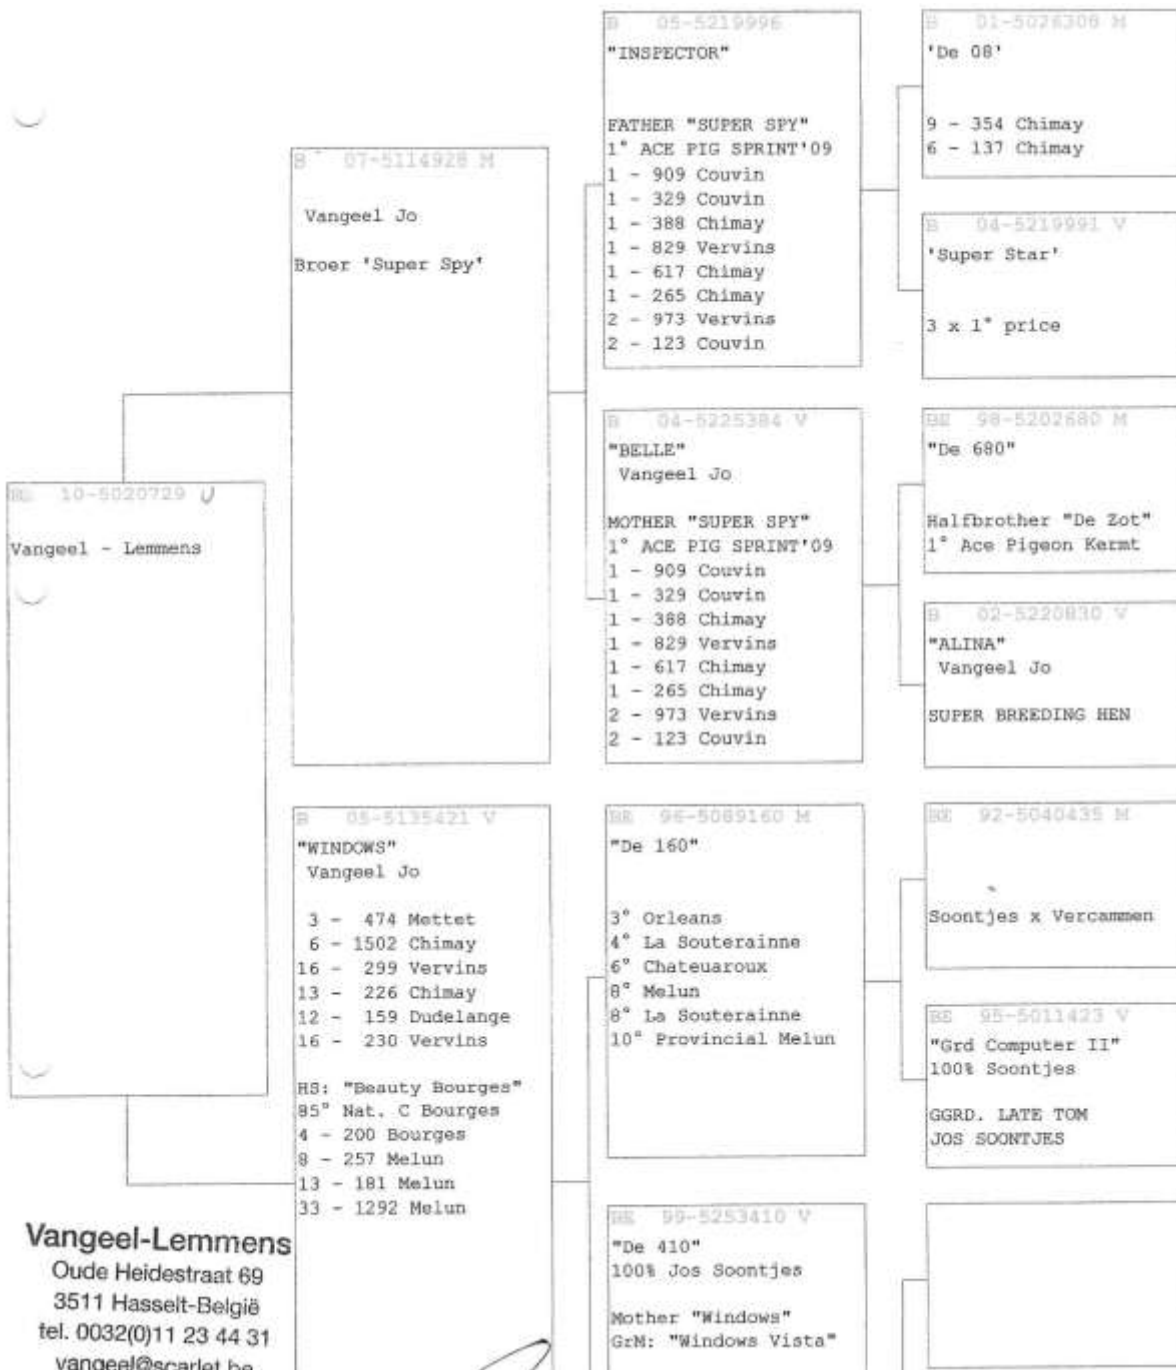 BE 10-5020729 V
Vangeel - Lemmens
B 07-5114928 M
Vangeel Jo
Broer 'Super Spy'
B 05-5135421 V
"WINDOWS"
Vangeel Jo
3 - 474 Mettet
6 - 1502 Chimay
16 - 299 Vervins
13 - 226 Chimay
12 - 159 Dudelange
16 - 230 Vervins
HS: "Beauty Bourges"
85° Nat. C Bourges
4 - 200 Bourges
8 - 257 Melun
13 - 181 Melun
33 - 1292 Melun
B 05-5219996
"INSPECTOR"
FATHER "SUPER SPY"
1° ACE PIG SPRINT'09
1 - 909 Couvin
1 - 329 Couvin
1 - 388 Chimay
1 - 829 Vervins
1 - 617 Chimay
1 - 265 Chimay
2 - 973 Vervins
2 - 123 Couvin
B 04-5225384 V
"BELLE"
Vangeel Jo
MOTHER "SUPER SPY"
1° ACE PIG SPRINT'09
1 - 909 Couvin
1 - 329 Couvin
1 - 388 Chimay
1 - 829 Vervins
1 - 617 Chimay
1 - 265 Chimay
2 - 973 Vervins
2 - 123 Couvin
BE 96-5089160 M
"De 160"
3° Orleans
4° La Souterainne
6° Chateuaroux
8° Melun
8° La Souterainne
10° Provincial Melun
BE 99-5253410 V
"De 410"
100% Jos Soontjes
Mother "Windows"
GrM: "Windows Vista"
B 01-5026308 M
'De 08'
9 - 354 Chimay
6 - 137 Chimay
B 04-5219991 V
'Super Star'
3 x 1° price
BE 98-5202680 M
"De 680"
Halfbrother "De Zot"
1° Ace Pigeon Kermt
B 02-5220830 V
"ALINA"
Vangeel Jo
SUPER BREEDING HEN
BE 92-5040435 M
Soontjes x Vercammen
BE 95-5011423 V
"Grd Computer II"
100% Soontjes
GGRD. LATE TOM
JOS SOONTJES
Vangeel-Lemmens
Oude Heidestraat 69
3511 Hasselt-België
tel. 0032(0)11 23 44 31
vangeel@scarlet.be